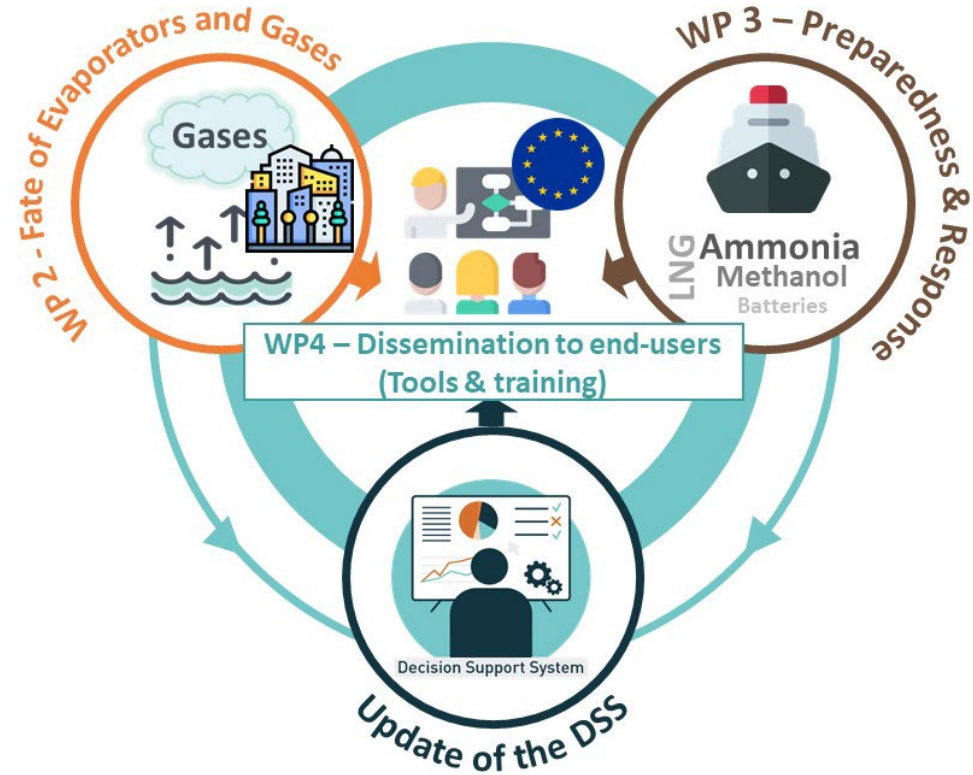 WP 2 - Fate of Evaporators and Gases
Gases
WP 3 – Preparedness & Response
LNG
Ammonia
Methanol
Batteries
WP4 – Dissemination to end-users
(Tools & training)
Decision Support System
Update of the DSS